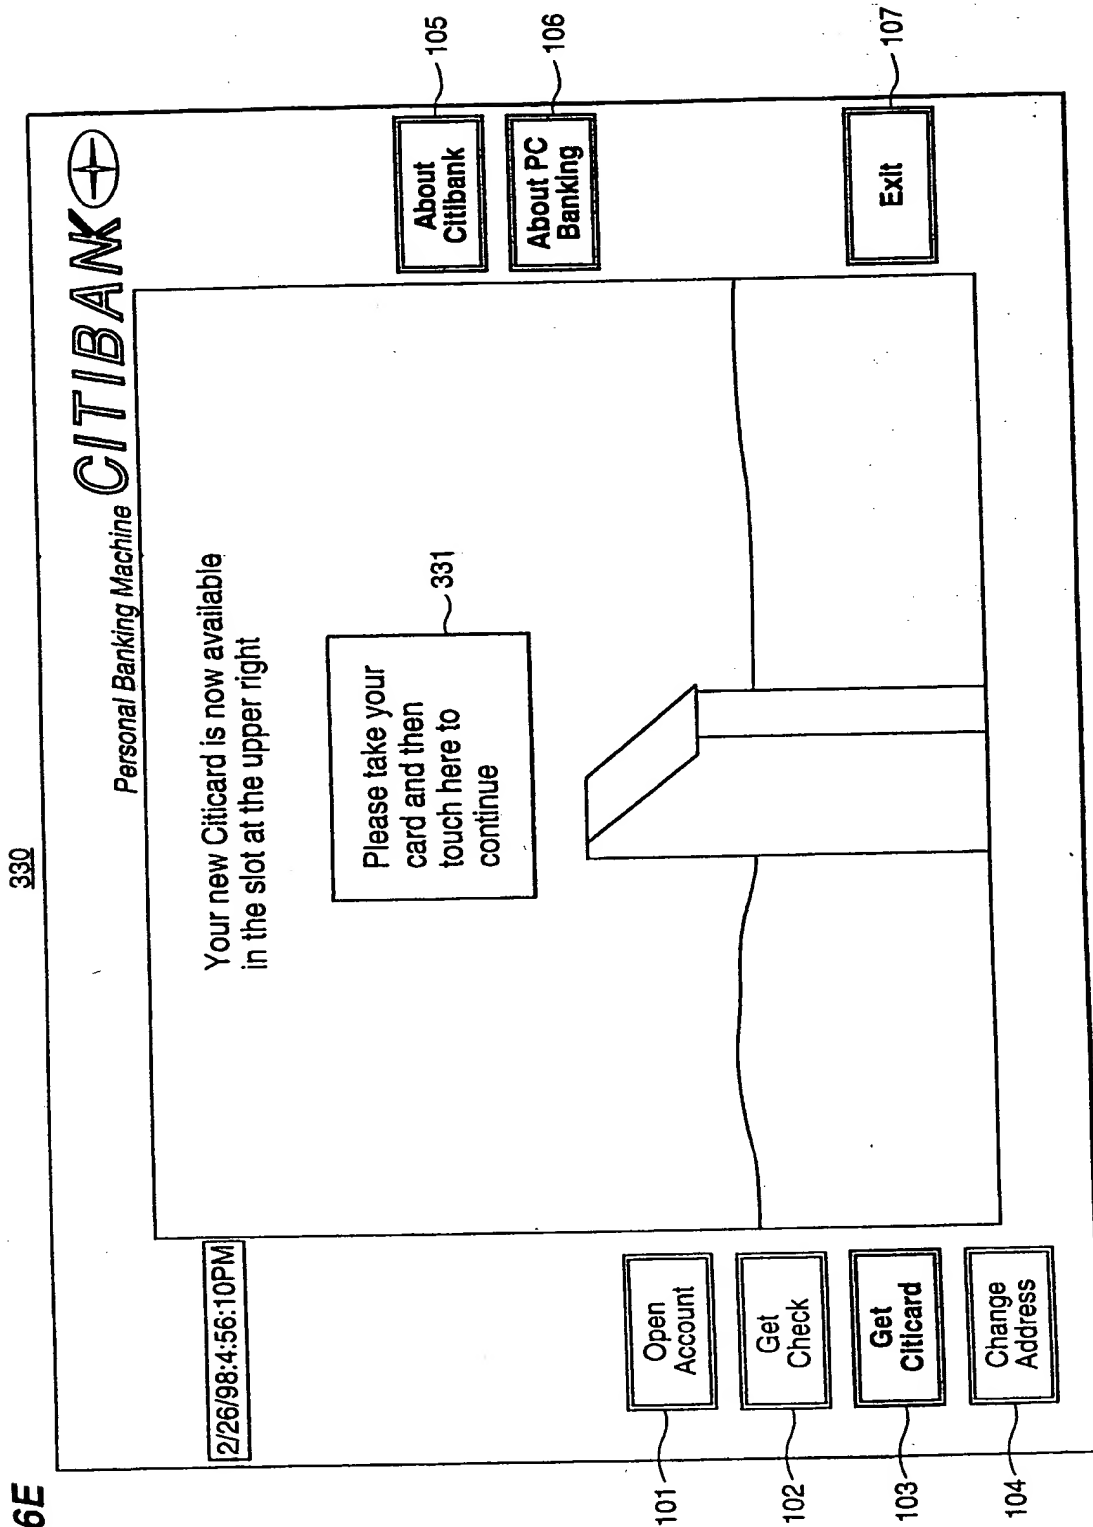 6E
330
Personal Banking Machine CITIBANK
2/26/98:4:56:10PM
Your new Citicard is now available
in the slot at the upper right
Please take your
card and then
touch here to
continue
331
Open
Account
101
Get
Check
102
Get
Citicard
103
Change
Address
104
About
Citibank
105
About PC
Banking
106
Exit
107